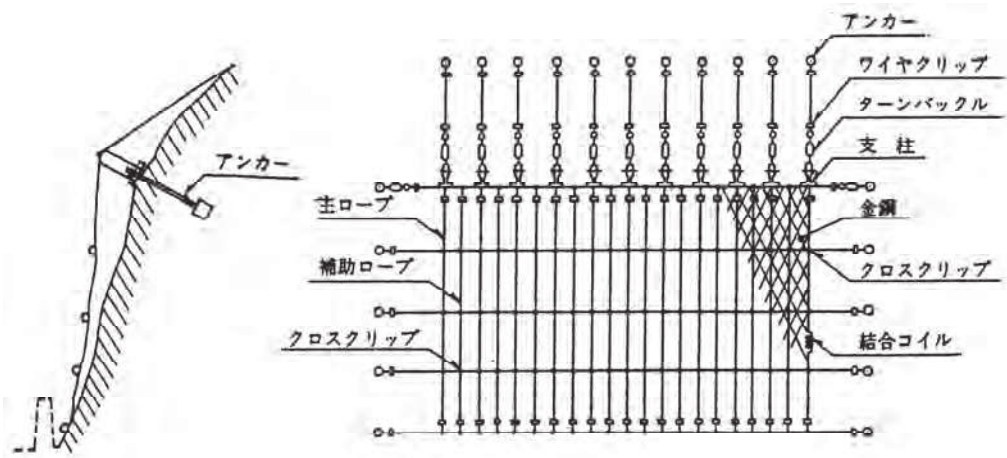 アンカー
ワイヤクリップ
ターンバックル
支柱
アンカー
主ロープ
金網
補助ロープ
クロスクリップ
クロスクリップ
結合コイル